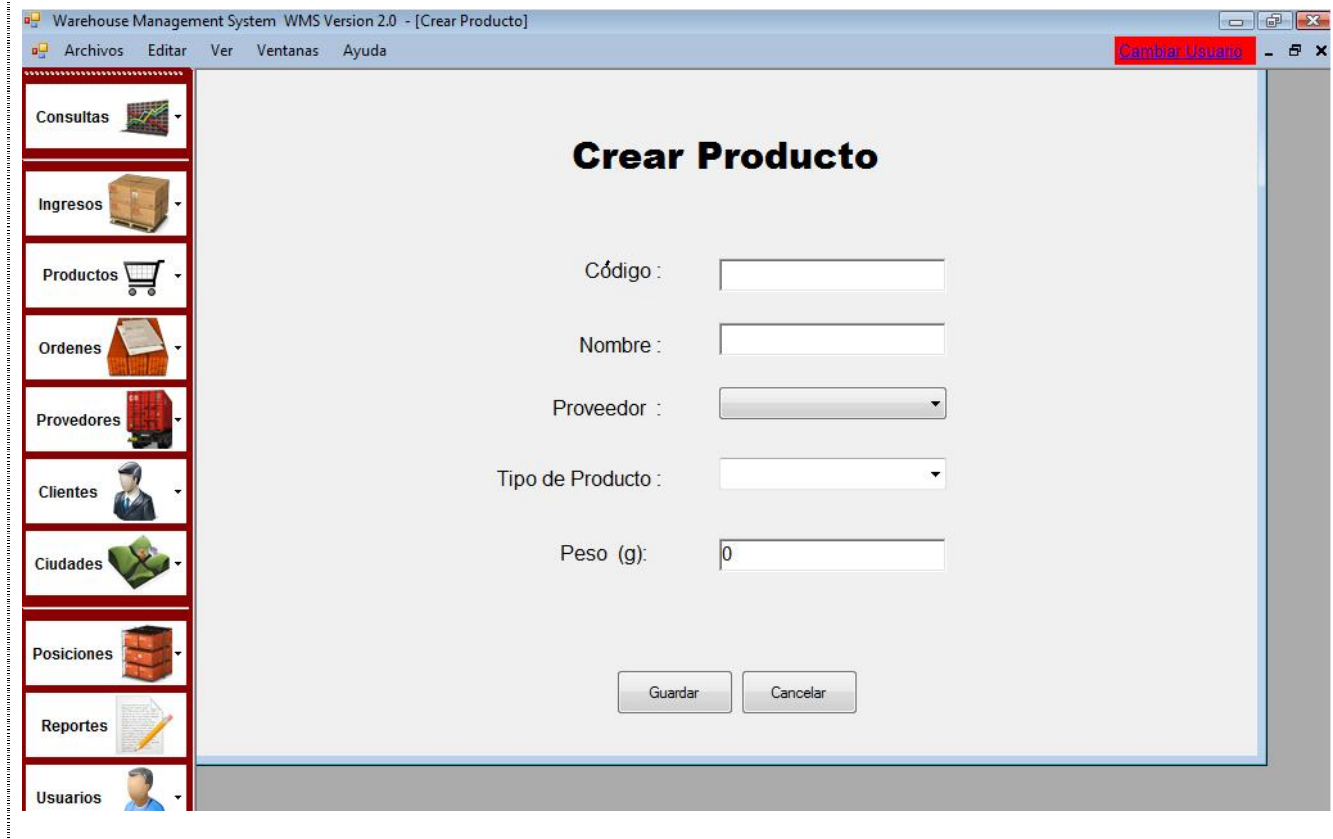 Warehouse Management System WMS Version 2.0 - [Crear Producto]
Archivos Editar Ver Ventanas Ayuda Cambiar Usuario
Consultas
Ingresos
Productos
Ordenes
Provedores
Clientes
Ciudades
Posiciones
Reportes
Usuarios
Crear Producto
Código :
Nombre :
Proveedor :
Tipo de Producto :
Peso (g): 0
Guardar Cancelar